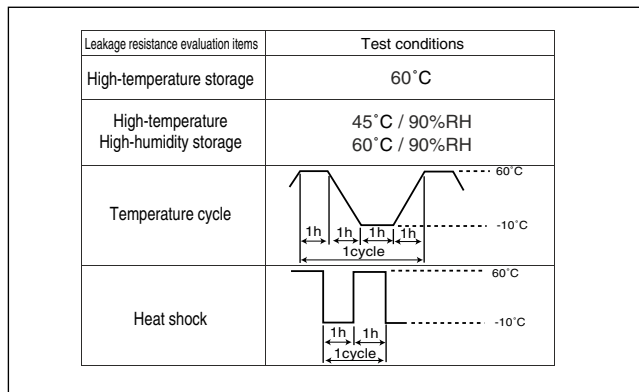 Leakage resistance evaluation items
Test conditions
High-temperature storage
60˚C
High-temperature
High-humidity storage
45˚C / 90%RH
60˚C / 90%RH
Temperature cycle
60˚C
-10˚C
1h 1h 1h 1h
1cycle
Heat shock
60˚C
-10˚C
1h 1h
1cycle